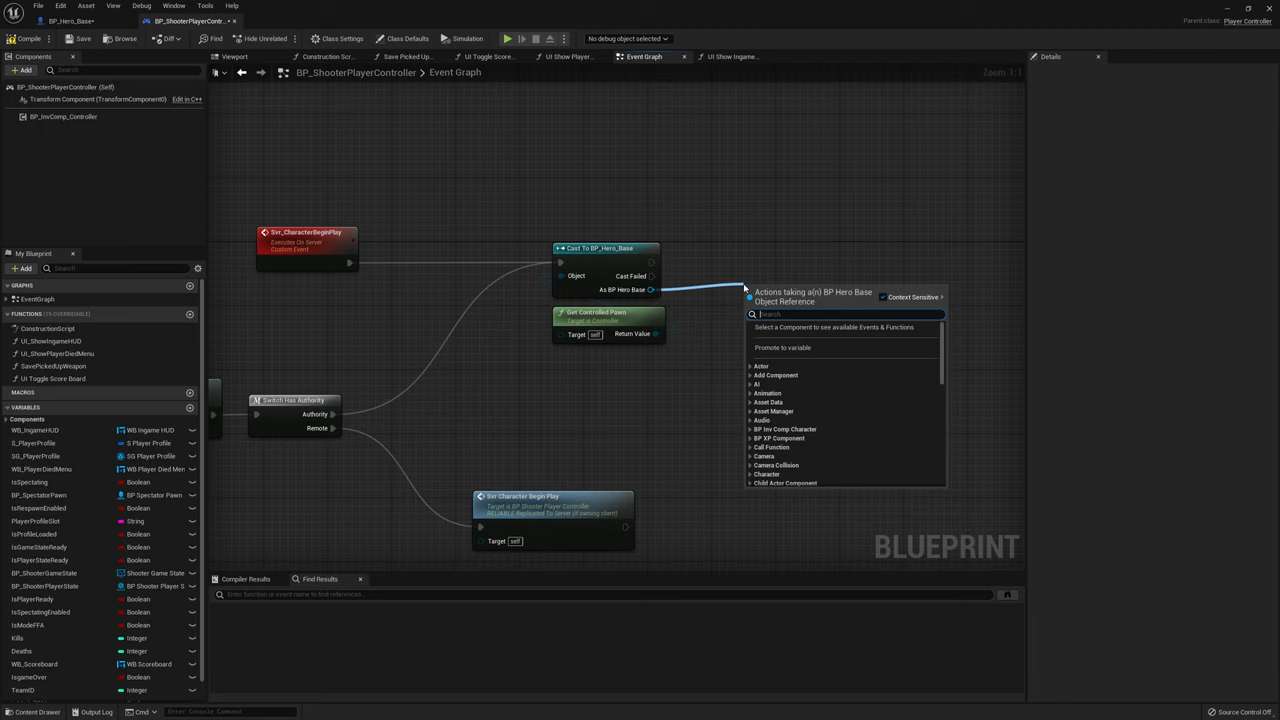 File Edit Asset View Debug Window Tools Help
BP_Hero_Base*
BP_ShooterPlayerContr...*
Parent class: Player Controller
Compile Save Browse Diff Find Hide Unrelated Class Settings Class Defaults Simulation No debug object selected
Components
Add Search
BP_ShooterPlayerController (Self)
Transform Component (TransformComponent0) Edit in C++
BP_InvComp_Controller
Viewport Construction Scr... Save Picked Up... UI Toggle Score... UI Show Player... Event Graph UI Show Ingame...
BP_ShooterPlayerController > Event Graph
Zoom 1:1
Details
My Blueprint
Add Search
GRAPHS
EventGraph
FUNCTIONS (19 OVERRIDABLE)
ConstructionScript
UI_ShowIngameHUD
UI_ShowPlayerDiedMenu
SavePickedUpWeapon
UI Toggle Score Board
MACROS
VARIABLES
Components
WB_IngameHUD WB Ingame HUD
S_PlayerProfile S Player Profile
SG_PlayerProfile SG Player Profile
WB_PlayerDiedMenu WB Player Died Men
IsSpectating Boolean
BP_SpectatorPawn BP Spectator Pawn
IsRespawnEnabled Boolean
PlayerProfileSlot String
IsProfileLoaded Boolean
IsGameStateReady Boolean
IsPlayerStateReady Boolean
BP_ShooterGameState Shooter Game State
BP_ShooterPlayerState BP Shooter Player S
IsPlayerReady Boolean
IsSpectatingEnabled Boolean
IsModeFFA Boolean
Kills Integer
Deaths Integer
WB_Scoreboard WB Scoreboard
IsgameOver Boolean
TeamID Integer
Svr_CharacterBeginPlay
Executes On Server
Custom Event
Cast To BP_Hero_Base
Object
Cast Failed
As BP Hero Base
Get Controlled Pawn
Target is Controller
Target self Return Value
Switch Has Authority
Authority
Remote
Svr Character Begin Play
Target is BP Shooter Player Controller
RELIABLE Replicated To Server (if owning client)
Target self
Actions taking a(n) BP Hero Base
Object Reference
Context Sensitive
Search
Select a Component to see available Events & Functions
Promote to variable
Actor
Add Component
AI
Animation
Asset Data
Asset Manager
Audio
BP Inv Comp Character
BP XP Component
Call Function
Camera
Camera Collision
Character
Child Actor Component
BLUEPRINT
Compiler Results Find Results
Enter function or event name to find references...
Content Drawer Output Log Cmd Enter Console Command
Source Control Off